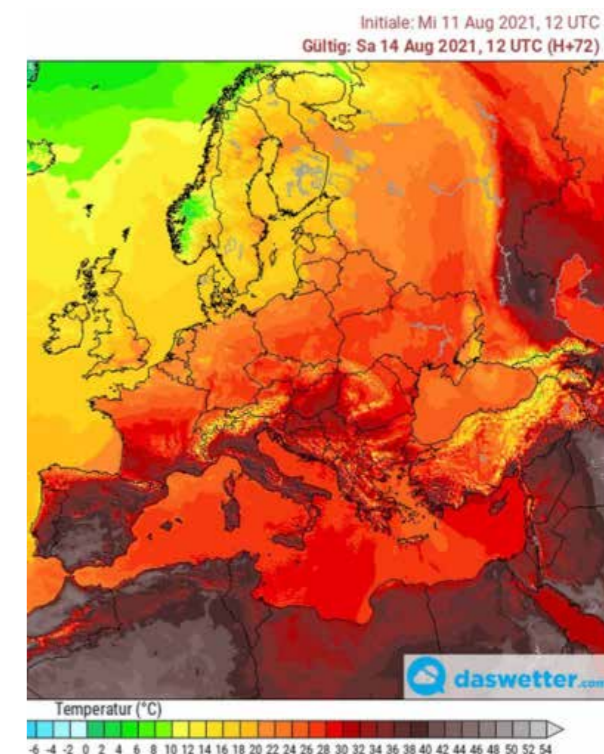 Initiale: Mi 11 Aug 2021, 12 UTC
Gültig: Sa 14 Aug 2021, 12 UTC (H+72)
daswetter.com
Temperatur (°C)
-6 -4 -2 0 2 4 6 8 10 12 14 16 18 20 22 24 26 28 30 32 34 36 38 40 42 44 46 48 50 52 55